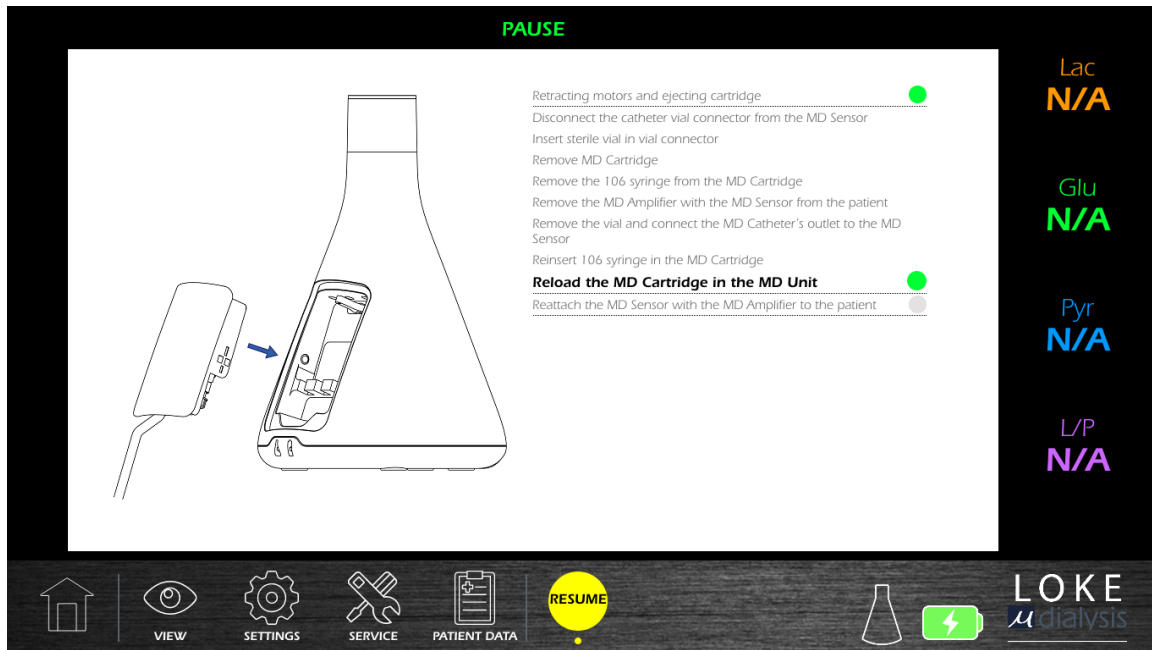 PAUSE
Retracting motors and ejecting cartridge
Disconnect the catheter vial connector from the MD Sensor
Insert sterile vial in vial connector
Remove MD Cartridge
Remove the 106 syringe from the MD Cartridge
Remove the MD Amplifier with the MD Sensor from the patient
Remove the vial and connect the MD Catheter's outlet to the MD
Sensor
Reinsert 106 syringe in the MD Cartridge
Reload the MD Cartridge in the MD Unit
Reattach the MD Sensor with the MD Amplifier to the patient
Lac
N/A
Glu
N/A
Pyr
N/A
L/P
N/A
VIEW
SETTINGS
SERVICE
PATIENT DATA
RESUME
LOKE
μdialysis